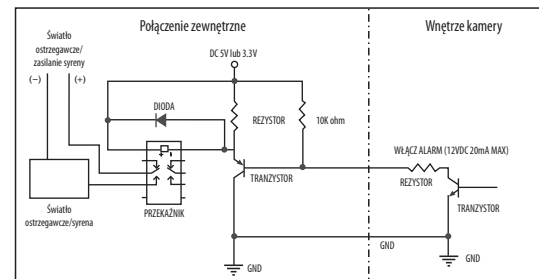 Połączenie zewnętrzne
Wnętrze kamery
Światło
ostrzegawcze/
zasilanie syreny
(−)
(+)
DC 5V lub 3.3V
DIODA
REZYSTOR
10K ohm
WŁĄCZ ALARM (12VDC 20mA MAX)
REZYSTOR
TRANZYSTOR
TRANZYSTOR
Światło
ostrzegawcze/syrena
PRZEKAŹNIK
GND
GND
GND